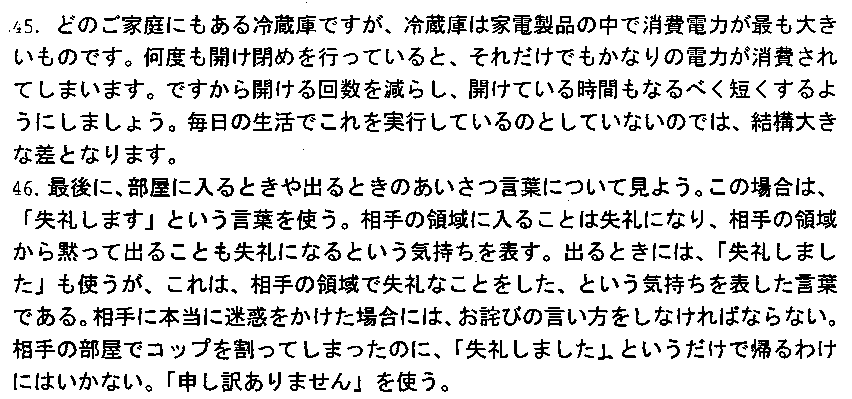 45. どのご家庭にもある冷蔵庫ですが、冷蔵庫は家電製品の中で消費電力が最も大き
いものです。何度も開け閉めを行っていると、それだけでもかなりの電力が消費され
てしまいます。ですから開ける回数を減らし、開けている時間もなるべく短くするよ
うにしましょう。毎日の生活でこれを実行しているのとしていないのでは、結構大き
な差となります。
46. 最後に、部屋に入るときや出るときのあいさつ言葉について見よう。この場合は、
「失礼します」という言葉を使う。相手の領域に入ることは失礼になり、相手の領域
から黙って出ることも失礼になるという気持ちを表す。出るときには、「失礼しまし
た」も使うが、これは、相手の領域で失礼なことをした、という気持ちを表した言葉
である。相手に本当に迷惑をかけた場合には、お詫びの言い方をしなければならない。
相手の部屋でコップを割ってしまったのに、「失礼しました」というだけで帰るわけ
にはいかない。「申し訳ありません」を使う。